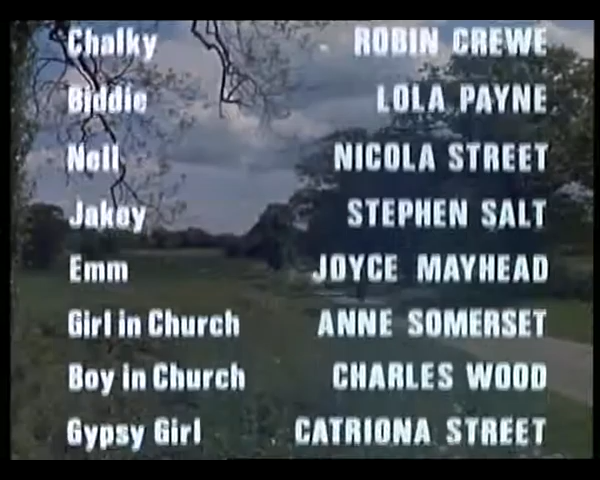 Chalky ROBIN CREWE
Biddie LOLA PAYNE
Nell NICOLA STREET
Jakey STEPHEN SALT
Emm JOYCE MAYHEAD
Girl in Church ANNE SOMERSET
Boy in Church CHARLES WOOD
Gypsy Girl CATRIONA STREET